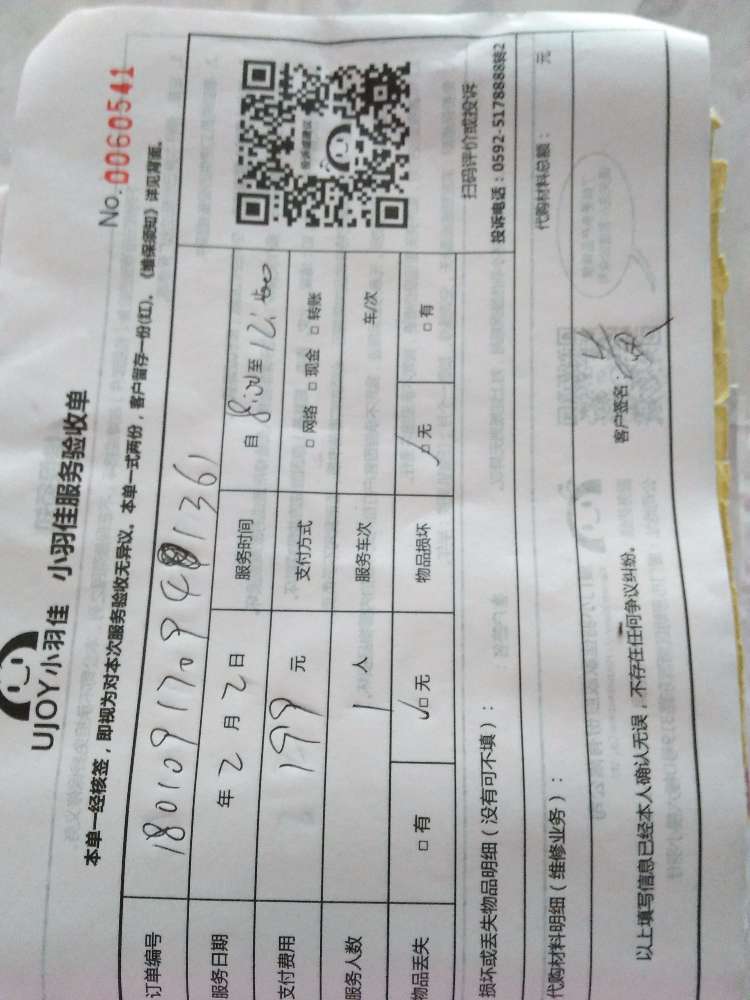 UJOY小羽佳 小羽佳服务验收单
No.0060541
本单一经核签，即视为对本次服务验收无异议。本单一式两份，客户留存一份(红)。《维保须知》详见背面。
订单编号
服务日期 年 2 月 2 日 服务时间 自 8:00 至 12:00
支付费用 199 元 支付方式 □ 网络 □ 现金 □ 转账
服务人数 1 人 服务车次 车/次
物品丢失 □ 有 ✓□ 无 物品损坏 ✓□ 无 □ 有
扫码评价或投诉
投诉电话：0592-5178888转2
损坏或丢失物品明细（没有可不填）：
代购材料明细（维修业务）： 代购材料总额： 元
以上填写信息已经本人确认无误，不存在任何争议纠纷。 客户签名：